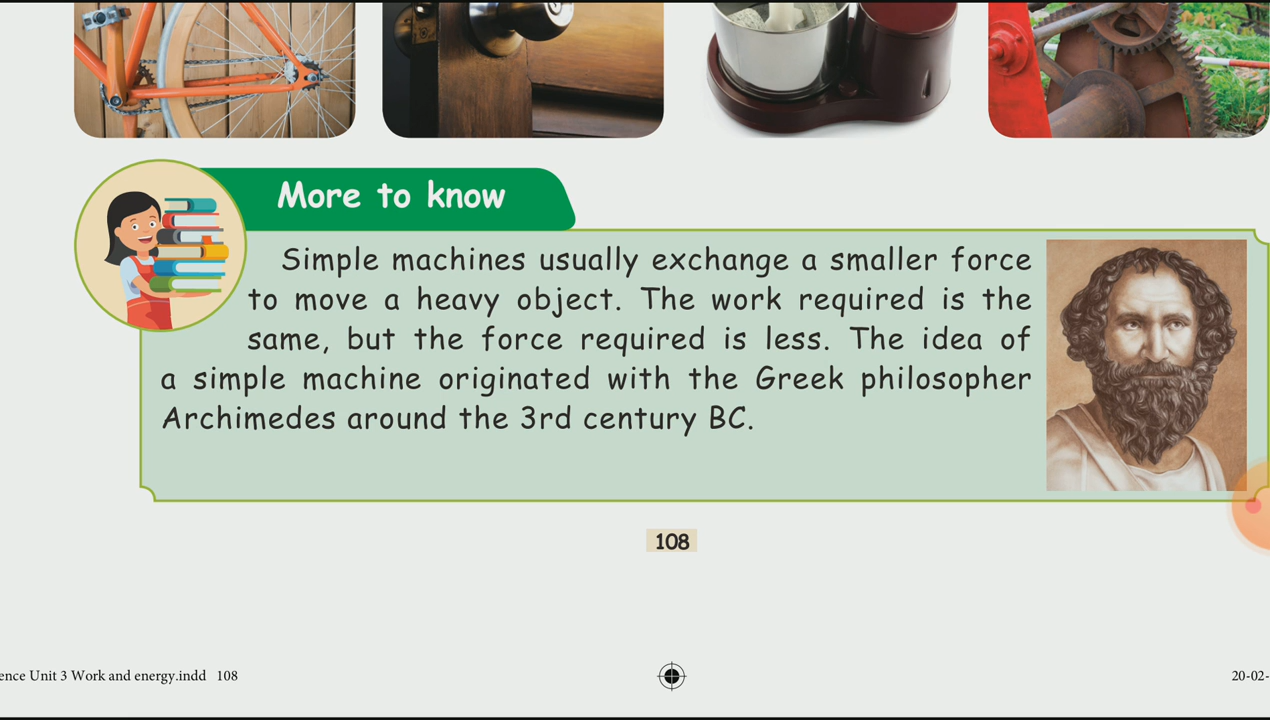 More to know
Simple machines usually exchange a smaller force
to move a heavy object. The work required is the
same, but the force required is less. The idea of
a simple machine originated with the Greek philosopher
Archimedes around the 3rd century BC.
108
ence Unit 3 Work and energy.indd 108
20-02-